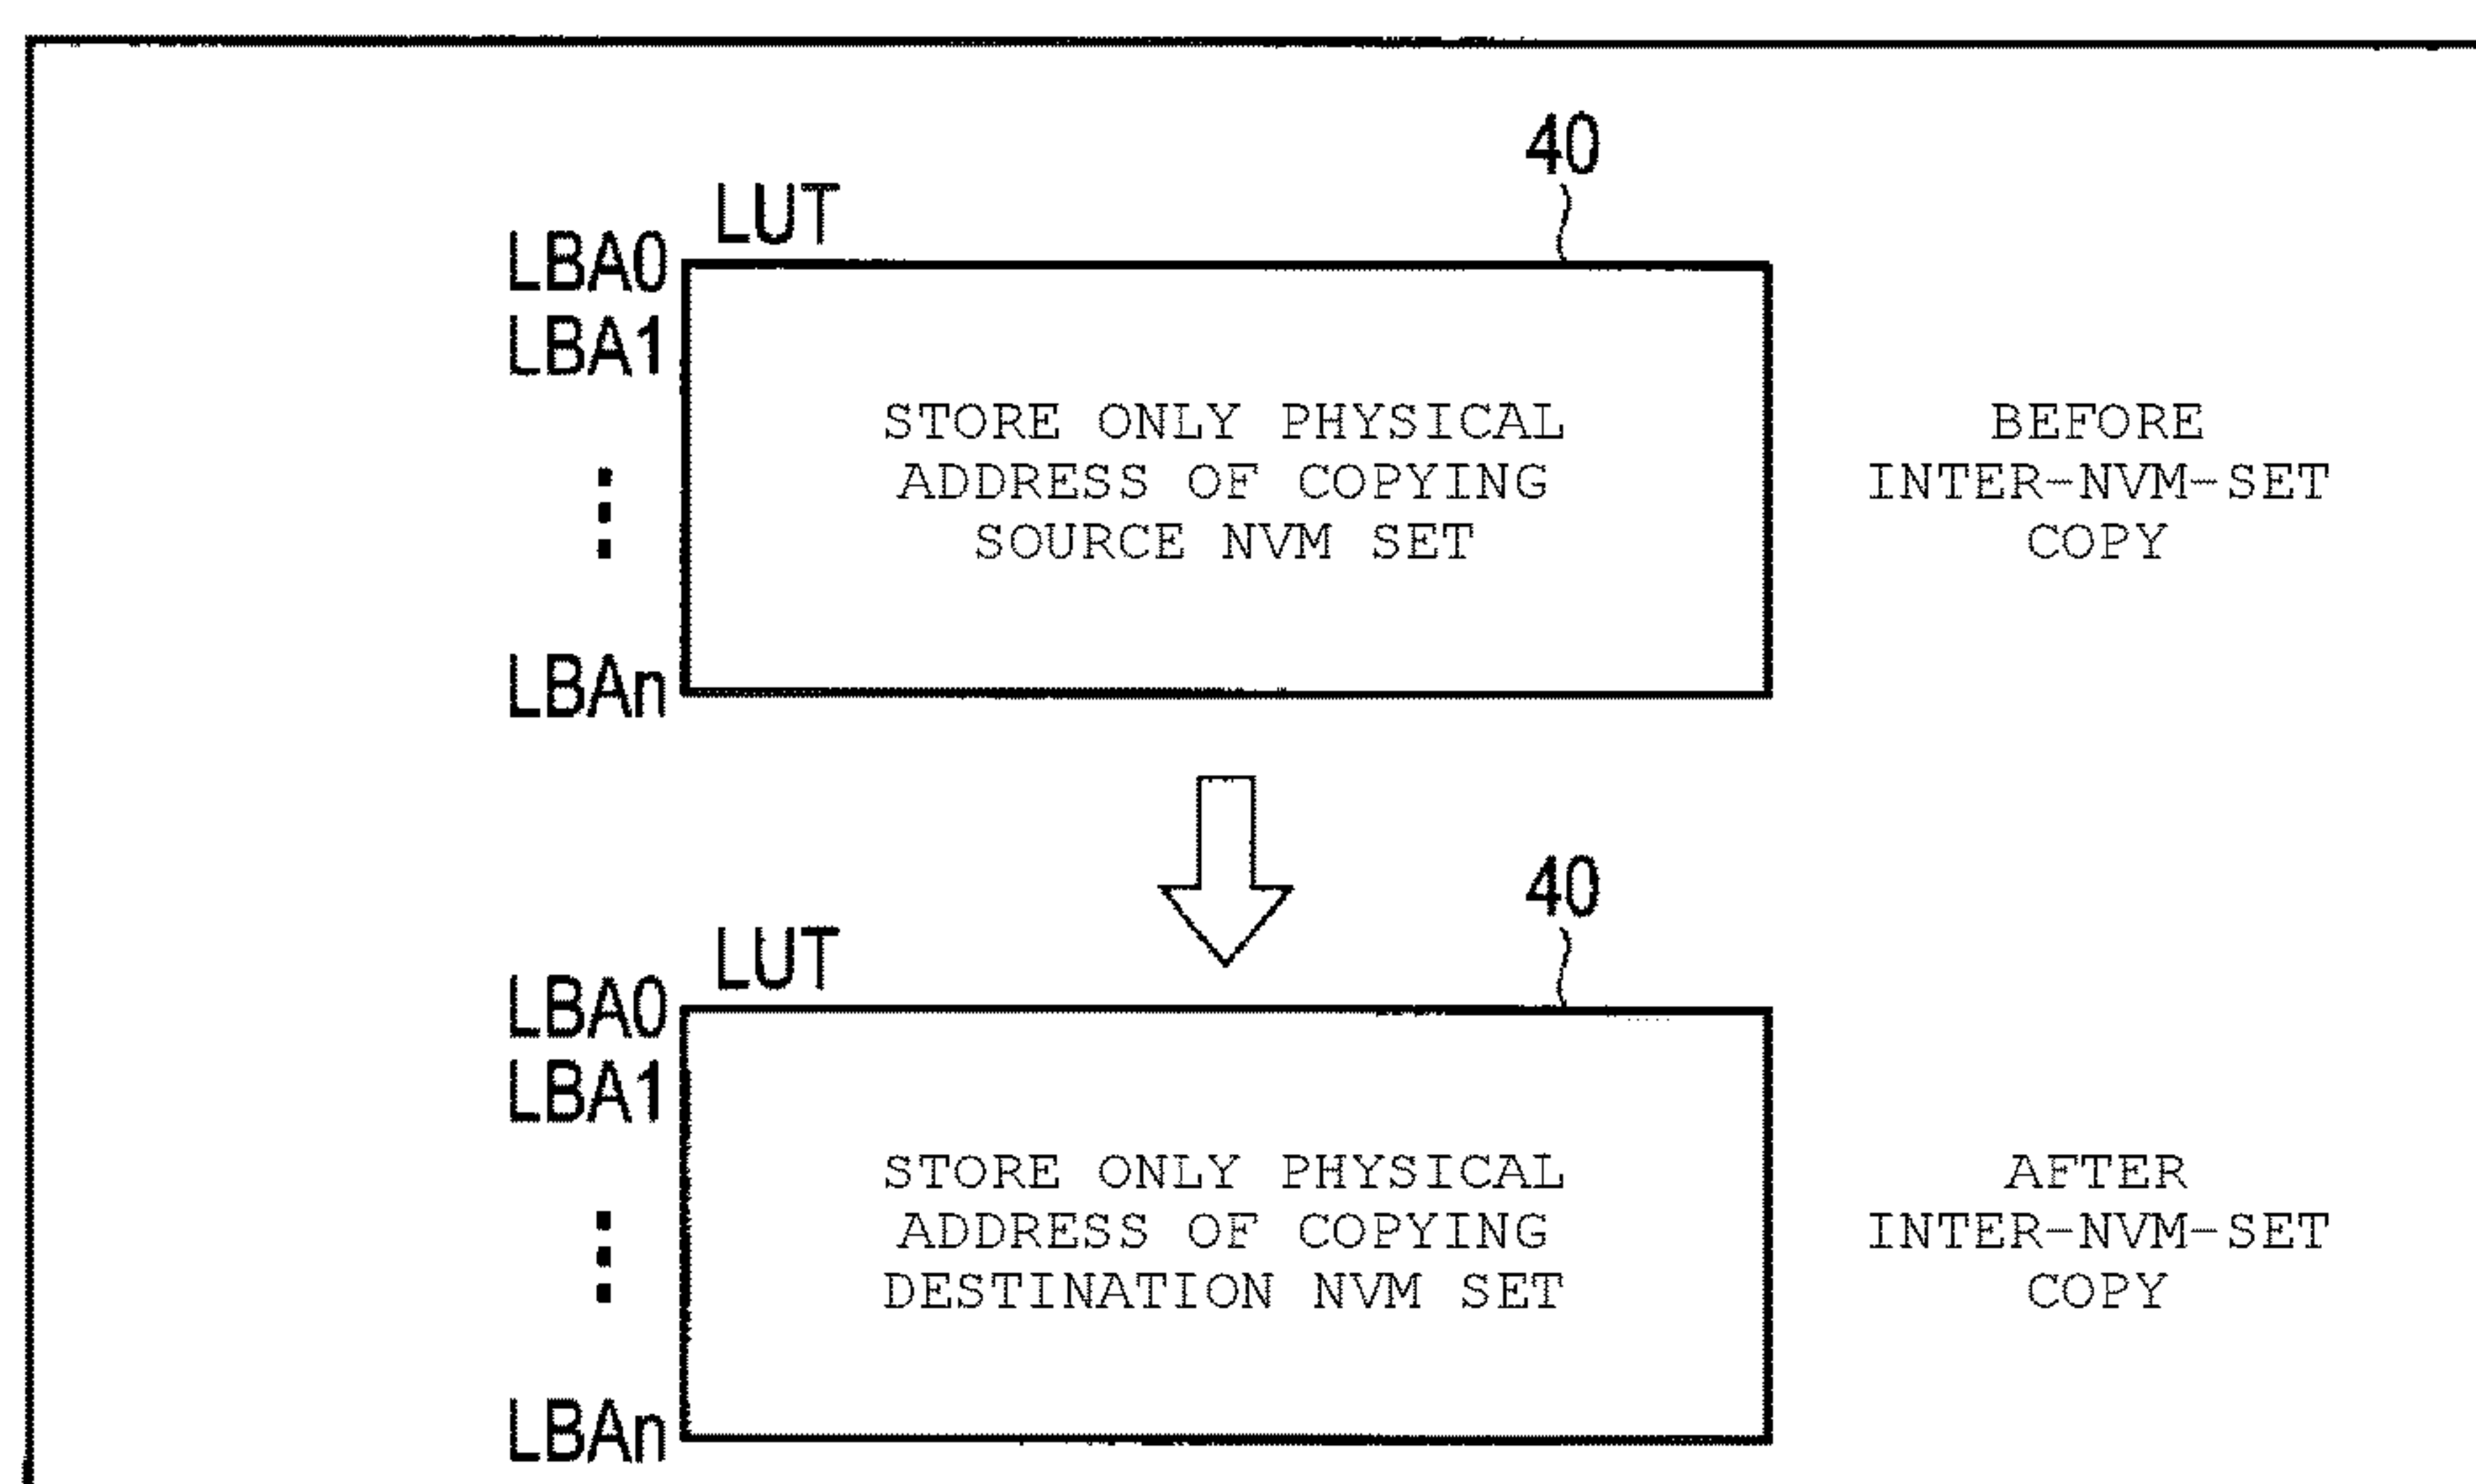 40
LUT
LBA0
LBA1
STORE ONLY PHYSICAL
ADDRESS OF COPYING
SOURCE NVM SET
BEFORE
INTER-NVM-SET
COPY
LBAn
40
LUT
LBA0
LBA1
STORE ONLY PHYSICAL
ADDRESS OF COPYING
DESTINATION NVM SET
AFTER
INTER-NVM-SET
COPY
LBAn